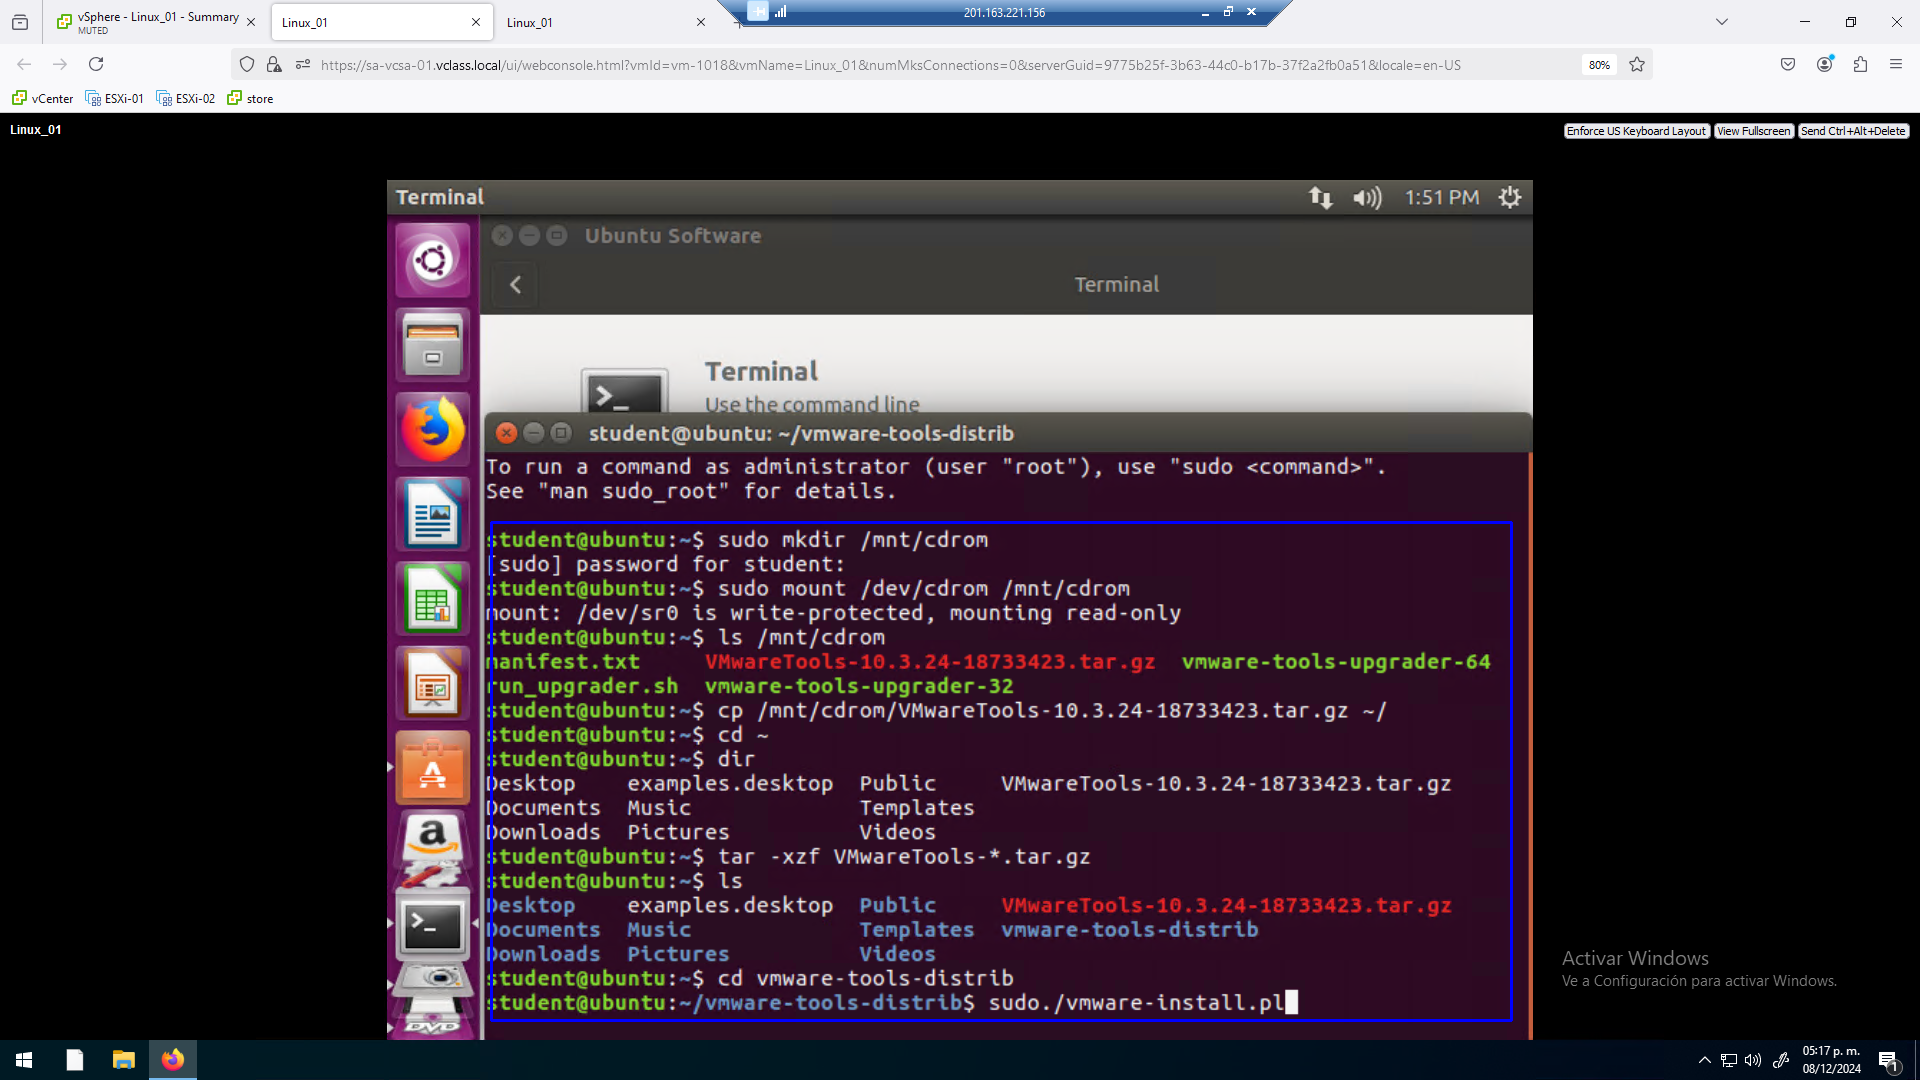 vSphere - Linux_01 - Summary
MUTED
Linux_01
Linux_01
201.163.221.156
https://sa-vcsa-01.vclass.local/ui/webconsole.html?vmId=vm-1018&vmName=Linux_01&numMksConnections=0&serverGuid=9775b25f-3b63-44c0-b17b-37f2a2fb0a51&locale=en-US
80%
vCenter
ESXi-01
ESXi-02
store
Linux_01
Enforce US Keyboard Layout
View Fullscreen
Send Ctrl+Alt+Delete
Terminal
1:51 PM
Ubuntu Software
Terminal
Terminal
Use the command line
student@ubuntu: ~/vmware-tools-distrib
To run a command as administrator (user "root"), use "sudo <command>".
See "man sudo_root" for details.
student@ubuntu:~$ sudo mkdir /mnt/cdrom
[sudo] password for student:
student@ubuntu:~$ sudo mount /dev/cdrom /mnt/cdrom
mount: /dev/sr0 is write-protected, mounting read-only
student@ubuntu:~$ ls /mnt/cdrom
manifest.txt VMwareTools-10.3.24-18733423.tar.gz vmware-tools-upgrader-64
run_upgrader.sh vmware-tools-upgrader-32
student@ubuntu:~$ cp /mnt/cdrom/VMwareTools-10.3.24-18733423.tar.gz ~/
student@ubuntu:~$ cd ~
student@ubuntu:~$ dir
Desktop examples.desktop Public VMwareTools-10.3.24-18733423.tar.gz
Documents Music Templates
Downloads Pictures Videos
student@ubuntu:~$ tar -xzf VMwareTools-*.tar.gz
student@ubuntu:~$ ls
Desktop examples.desktop Public VMwareTools-10.3.24-18733423.tar.gz
Documents Music Templates vmware-tools-distrib
Downloads Pictures Videos
student@ubuntu:~$ cd vmware-tools-distrib
student@ubuntu:~/vmware-tools-distrib$ sudo./vmware-install.pl
Activar Windows
Ve a Configuración para activar Windows.
05:17 p. m.
08/12/2024
1